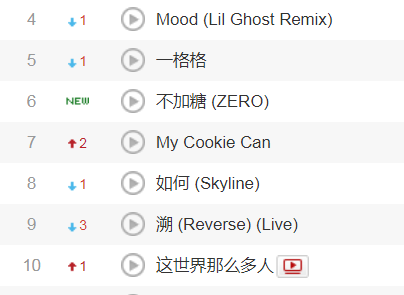 4 1 Mood (Lil Ghost Remix)
5 1 一格格
6 NEW 不加糖 (ZERO)
7 2 My Cookie Can
8 1 如何 (Skyline)
9 3 溯 (Reverse) (Live)
10 1 这世界那么多人